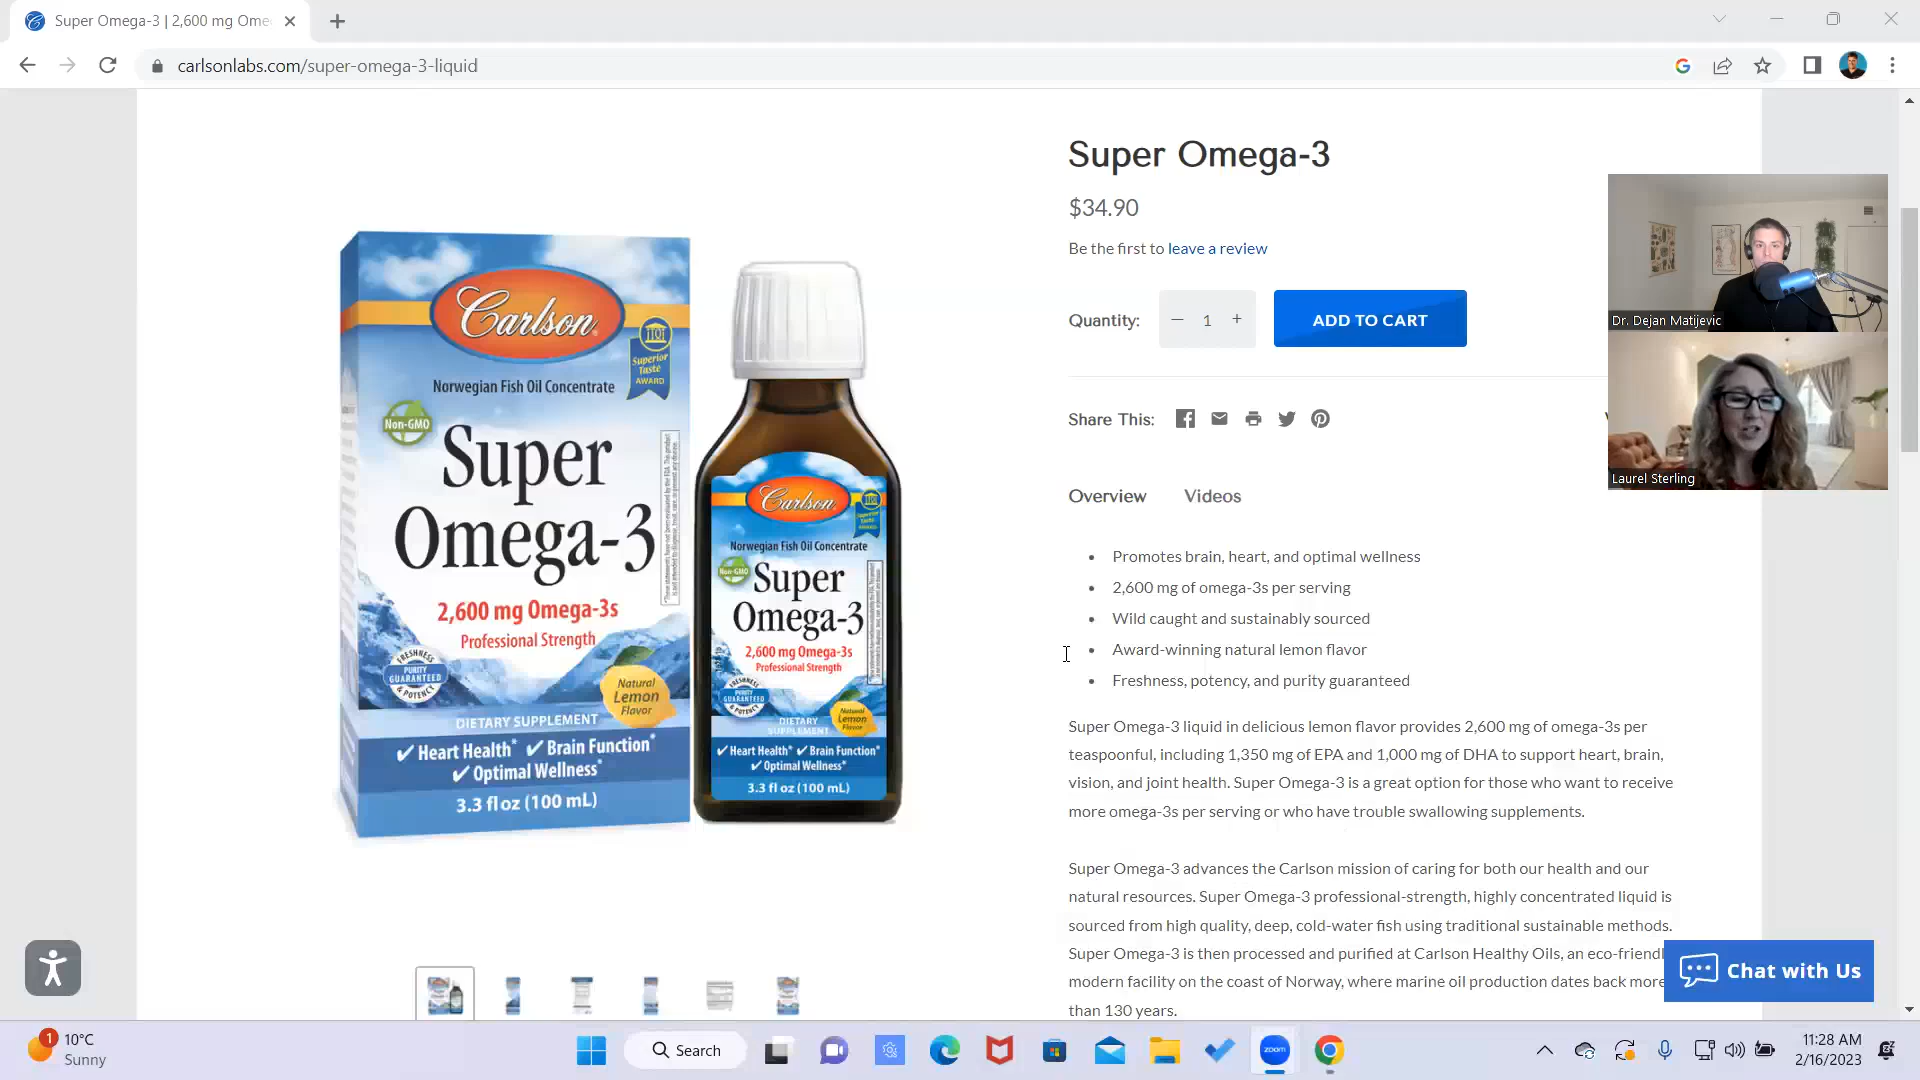 Super Omega-3 | 2,600 mg Ome
carlsonlabs.com/super-omega-3-liquid
Super Omega-3
$34.90
Be the first to leave a review
Quantity:
1
ADD TO CART
Share This:
Overview
Videos
Promotes brain, heart, and optimal wellness
2,600 mg of omega-3s per serving
Wild caught and sustainably sourced
Award-winning natural lemon flavor
Freshness, potency, and purity guaranteed
Super Omega-3 liquid in delicious lemon flavor provides 2,600 mg of omega-3s per
teaspoonful, including 1,350 mg of EPA and 1,000 mg of DHA to support heart, brain,
vision, and joint health. Super Omega-3 is a great option for those who want to receive
more omega-3s per serving or who have trouble swallowing supplements.
Super Omega-3 advances the Carlson mission of caring for both our health and our
natural resources. Super Omega-3 professional-strength, highly concentrated liquid is
sourced from high quality, deep, cold-water fish using traditional sustainable methods.
Super Omega-3 is then processed and purified at Carlson Healthy Oils, an eco-friendl
modern facility on the coast of Norway, where marine oil production dates back more
than 130 years.
Carlson
Superior
Taste
AWARD
Norwegian Fish Oil Concentrate
Non-GMO
Super
Omega-3
2,600 mg Omega-3s
Professional Strength
FRESHNESS
PURITY
GUARANTEED
& POTENCY
Natural
Lemon
Flavor
DIETARY SUPPLEMENT
Heart Health* Brain Function*
Optimal Wellness*
3.3 fl oz (100 mL)
Carlson
Norwegian Fish Oil Concentrate
Non-GMO
Super
Omega-3
2,600 mg Omega-3s
Professional Strength
PURITY
GUARANTEED
Natural
Lemon
Flavor
DIETARY
SUPPLEMENT
Heart Health* Brain Function*
Optimal Wellness*
3.3 fl oz (100 mL)
Dr. Dejan Matijevic
Laurel Sterling
Chat with Us
1
10°C
Sunny
Search
zoom
11:28 AM
2/16/2023